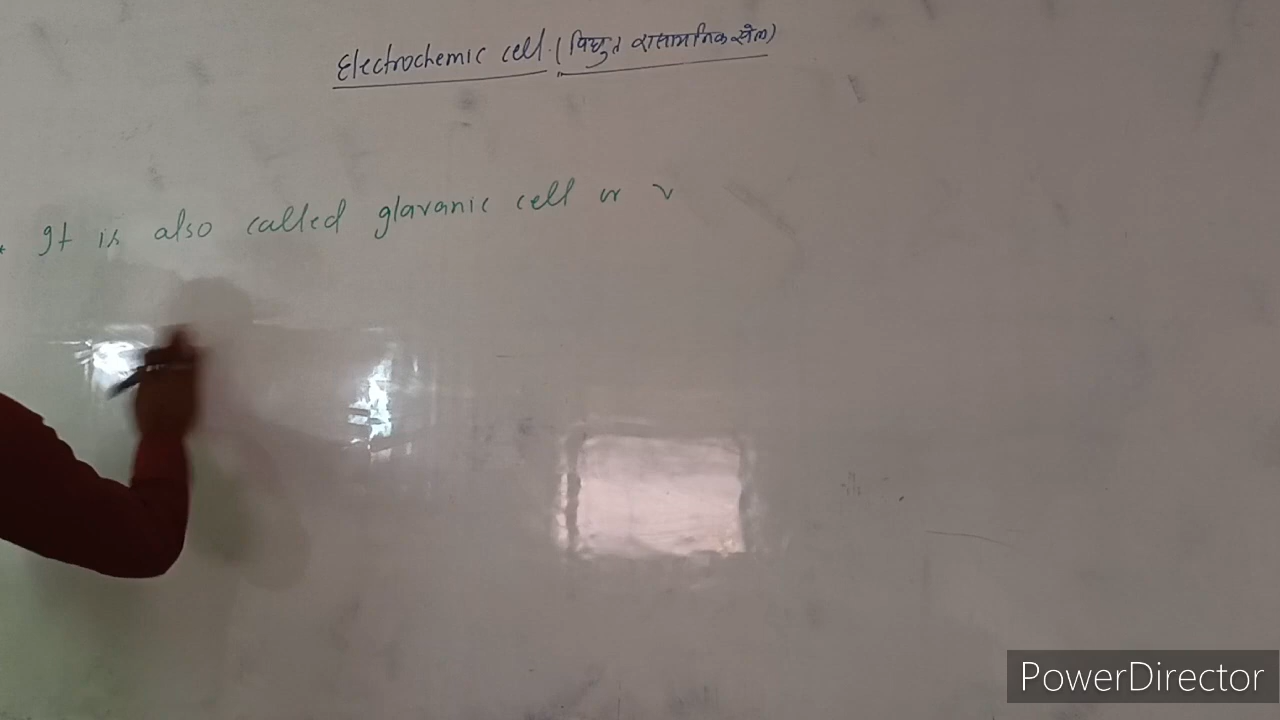 Electrochemic cell. (विधुत रासायनिक सेल)
* It is also called glavanic cell or v
PowerDirector